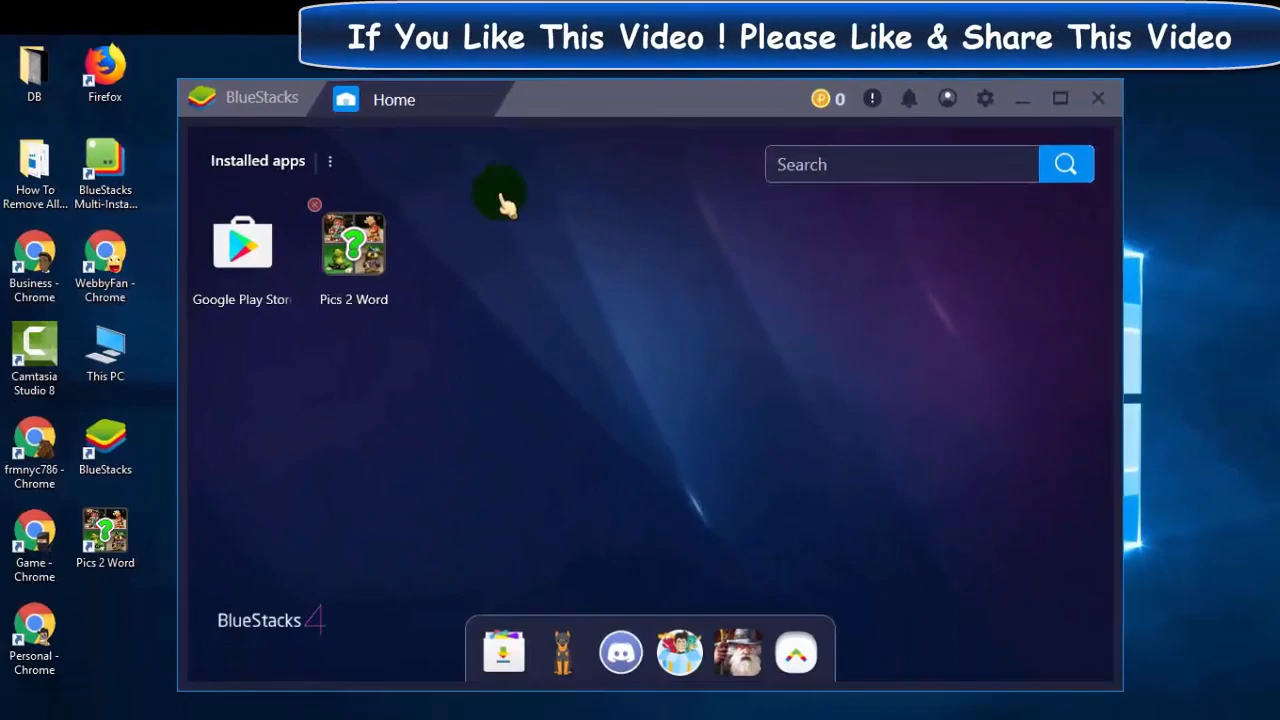 If You Like This Video ! Please Like & Share This Video
DB
Firefox
How To
Remove All...
BlueStacks
Multi-Insta...
Business -
Chrome
WebbyFan -
Chrome
Camtasia
Studio 8
This PC
frmnyc786 -
Chrome
BlueStacks
Game -
Chrome
Pics 2 Word
Personal -
Chrome
BlueStacks
Home
0
Installed apps
Search
Google Play Stor
Pics 2 Word
BlueStacks 4